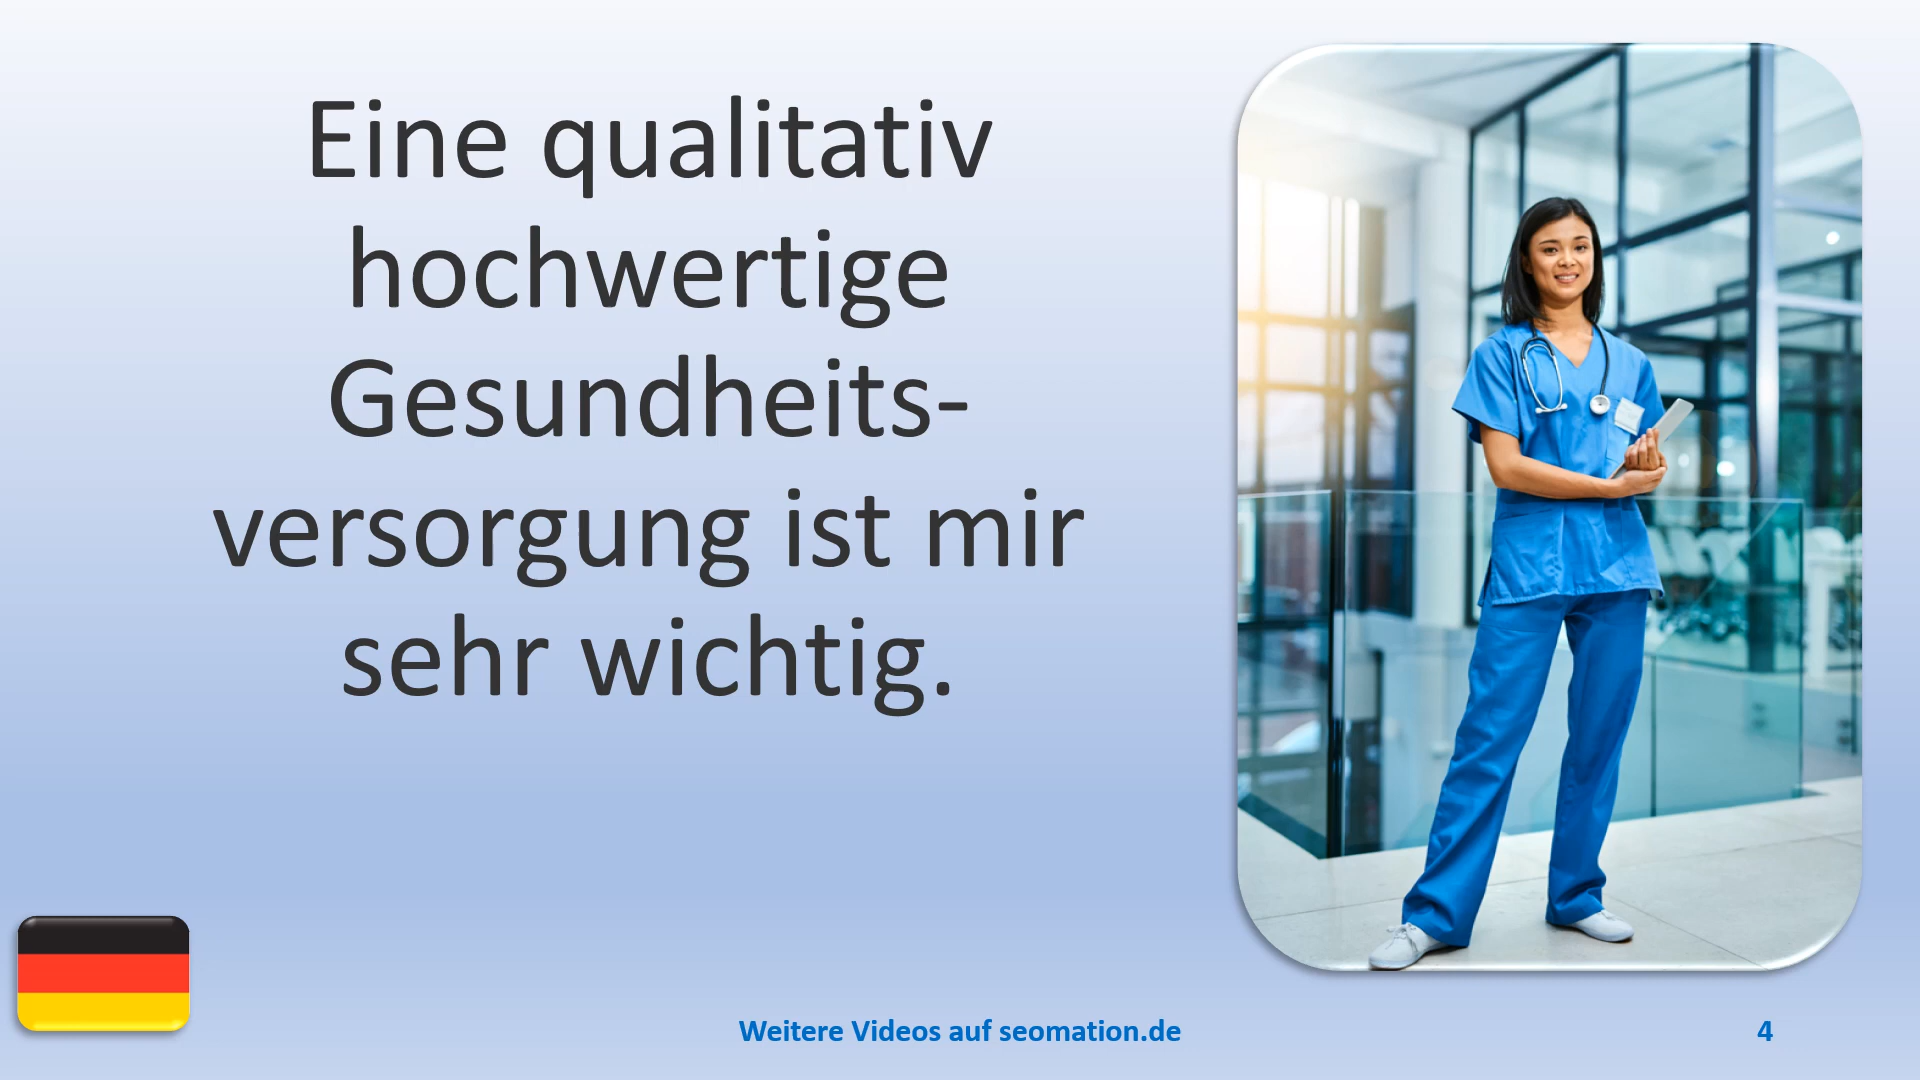 Eine qualitativ
hochwertige
Gesundheits-
versorgung ist mir
sehr wichtig.
Weitere Videos auf seomation.de
4